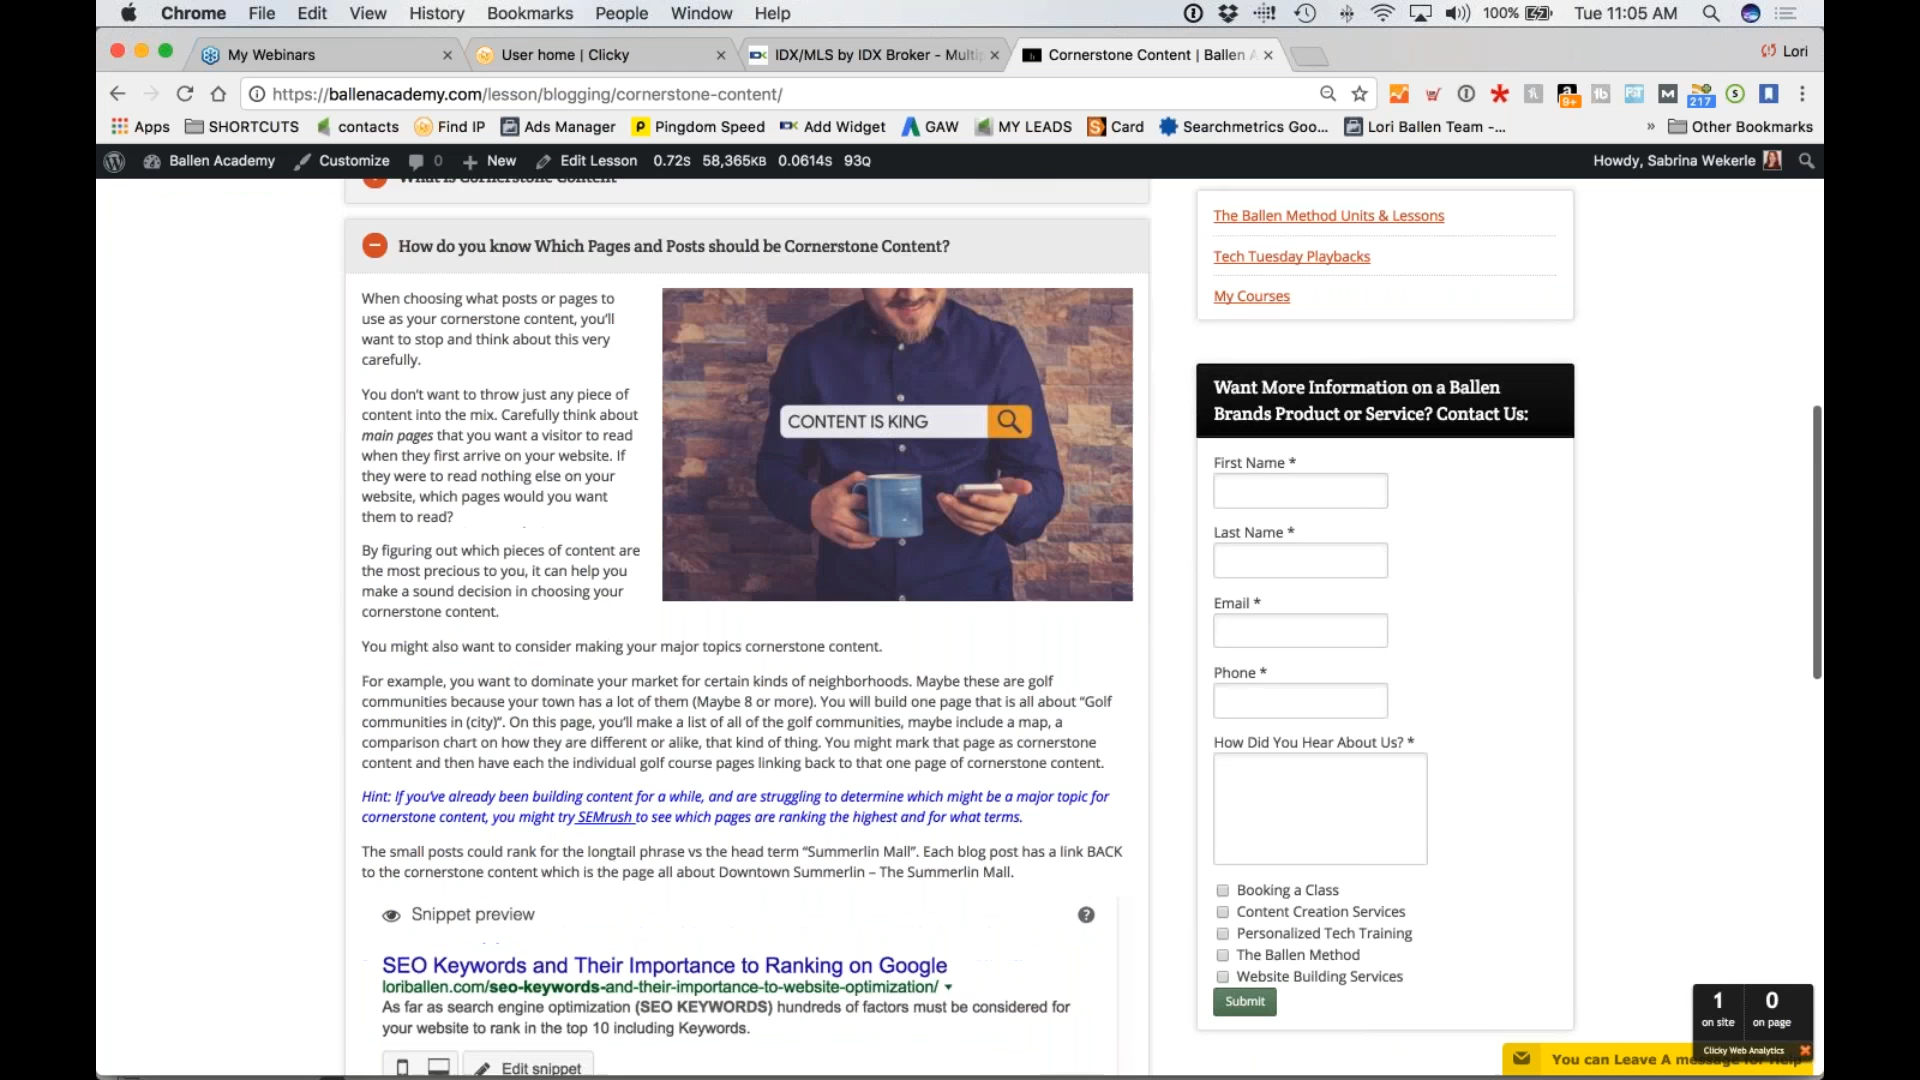 Chrome File Edit View History Bookmarks People Window Help 100% Tue 11:05 AM
My Webinars User home | Clicky IDX/MLS by IDX Broker - Multip Cornerstone Content | Ballen A Lori
https://ballenacademy.com/lesson/blogging/cornerstone-content/ 217
Apps SHORTCUTS contacts Find IP Ads Manager Pingdom Speed Add Widget GAW MY LEADS Card Searchmetrics Goo... Lori Ballen Team -... » Other Bookmarks
Ballen Academy Customize 0 New Edit Lesson 0.72S 58,365KB 0.0614S 93Q Howdy, Sabrina Wekerle
What is Cornerstone Content
How do you know Which Pages and Posts should be Cornerstone Content?
When choosing what posts or pages to
use as your cornerstone content, you'll
want to stop and think about this very
carefully.
You don't want to throw just any piece of
content into the mix. Carefully think about
main pages that you want a visitor to read
when they first arrive on your website. If
they were to read nothing else on your
website, which pages would you want
them to read?
By figuring out which pieces of content are
the most precious to you, it can help you
make a sound decision in choosing your
cornerstone content.
CONTENT IS KING
You might also want to consider making your major topics cornerstone content.
For example, you want to dominate your market for certain kinds of neighborhoods. Maybe these are golf
communities because your town has a lot of them (Maybe 8 or more). You will build one page that is all about “Golf
communities in (city)”. On this page, you'll make a list of all of the golf communities, maybe include a map, a
comparison chart on how they are different or alike, that kind of thing. You might mark that page as cornerstone
content and then have each the individual golf course pages linking back to that one page of cornerstone content.
Hint: If you've already been building content for a while, and are struggling to determine which might be a major topic for
cornerstone content, you might try SEMrush to see which pages are ranking the highest and for what terms.
The small posts could rank for the longtail phrase vs the head term “Summerlin Mall”. Each blog post has a link BACK
to the cornerstone content which is the page all about Downtown Summerlin – The Summerlin Mall.
Snippet preview
SEO Keywords and Their Importance to Ranking on Google
loriballen.com/seo-keywords-and-their-importance-to-website-optimization/
As far as search engine optimization (SEO KEYWORDS) hundreds of factors must be considered for
your website to rank in the top 10 including Keywords.
Edit snippet
The Ballen Method Units & Lessons
Tech Tuesday Playbacks
My Courses
Want More Information on a Ballen
Brands Product or Service? Contact Us:
First Name *
Last Name *
Email *
Phone *
How Did You Hear About Us? *
Booking a Class
Content Creation Services
Personalized Tech Training
The Ballen Method
Website Building Services
Submit
1 0
on site on page
Clicky Web Analytics
You can Leave A message for Help